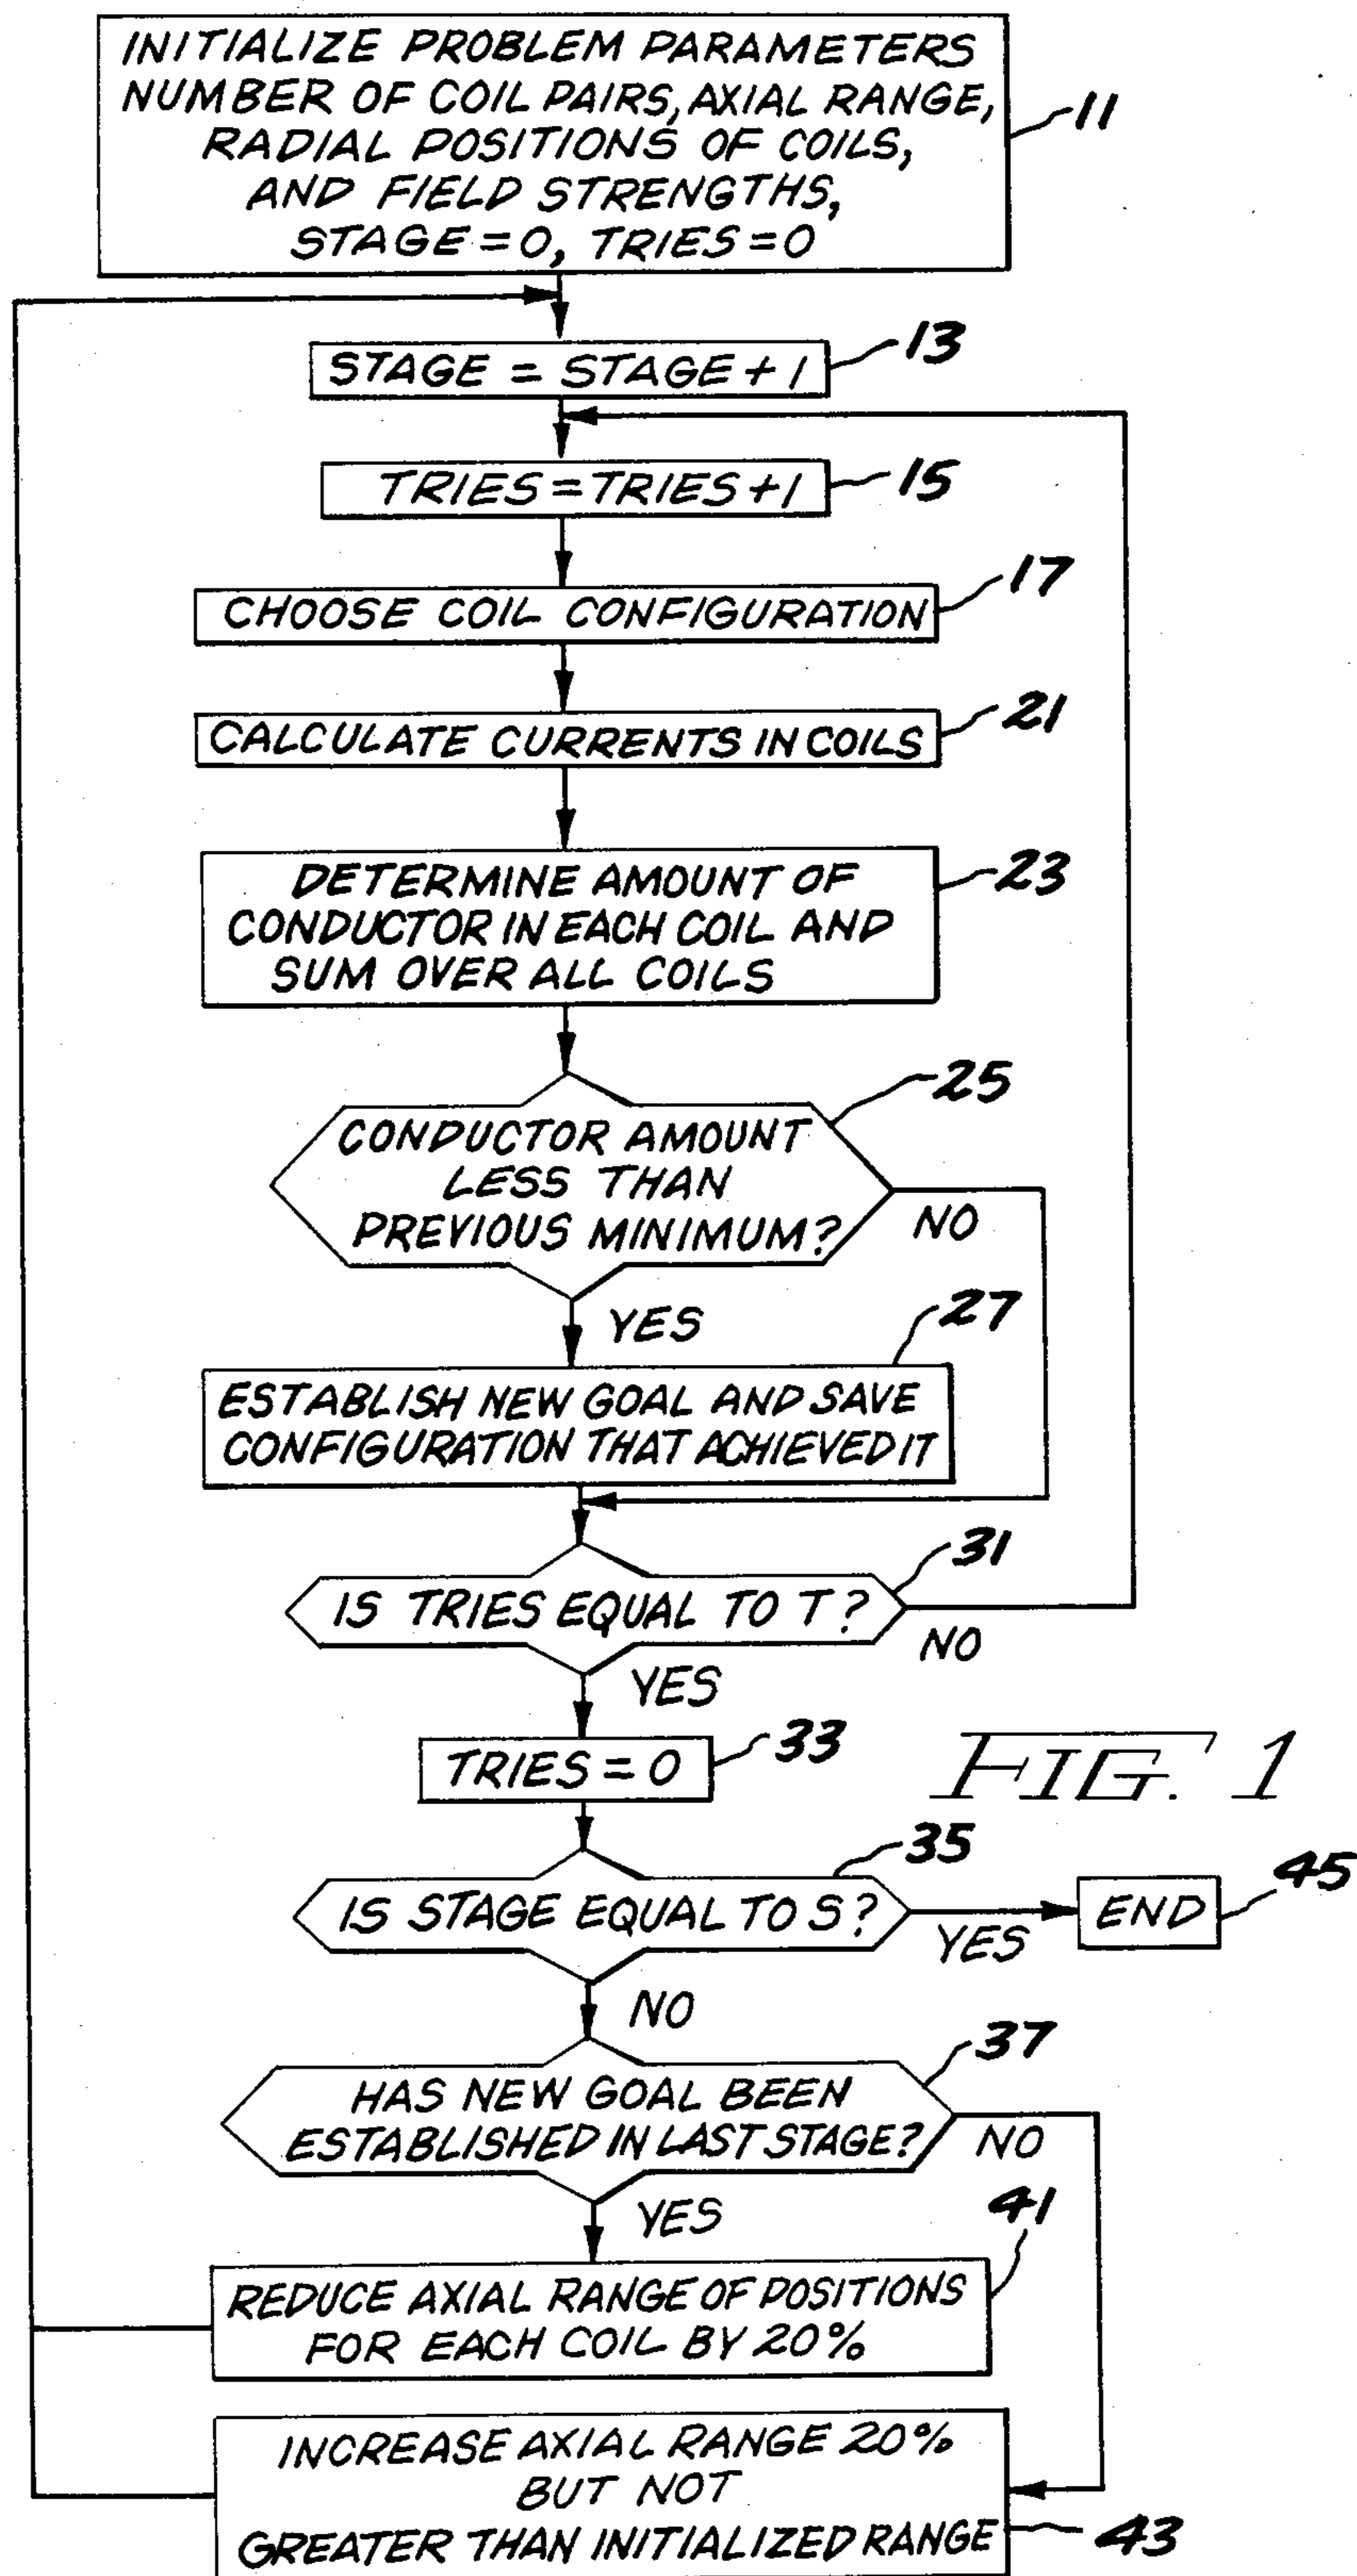 INITIALIZE PROBLEM PARAMETERS
NUMBER OF COIL PAIRS, AXIAL RANGE,
RADIAL POSITIONS OF COILS,
AND FIELD STRENGTHS,
STAGE = 0, TRIES = 0
11
STAGE = STAGE + 1
13
TRIES = TRIES + 1
15
CHOOSE COIL CONFIGURATION
17
CALCULATE CURRENTS IN COILS
21
DETERMINE AMOUNT OF
CONDUCTOR IN EACH COIL AND
SUM OVER ALL COILS
23
CONDUCTOR AMOUNT
LESS THAN
PREVIOUS MINIMUM?
25
NO
YES
27
ESTABLISH NEW GOAL AND SAVE
CONFIGURATION THAT ACHIEVED IT
IS TRIES EQUAL TO T?
31
NO
YES
TRIES = 0
33
FIG. 1
IS STAGE EQUAL TO S?
35
YES
END
45
NO
HAS NEW GOAL BEEN
ESTABLISHED IN LAST STAGE?
37
NO
YES
REDUCE AXIAL RANGE OF POSITIONS
FOR EACH COIL BY 20%
41
INCREASE AXIAL RANGE 20%
BUT NOT
GREATER THAN INITIALIZED RANGE
43